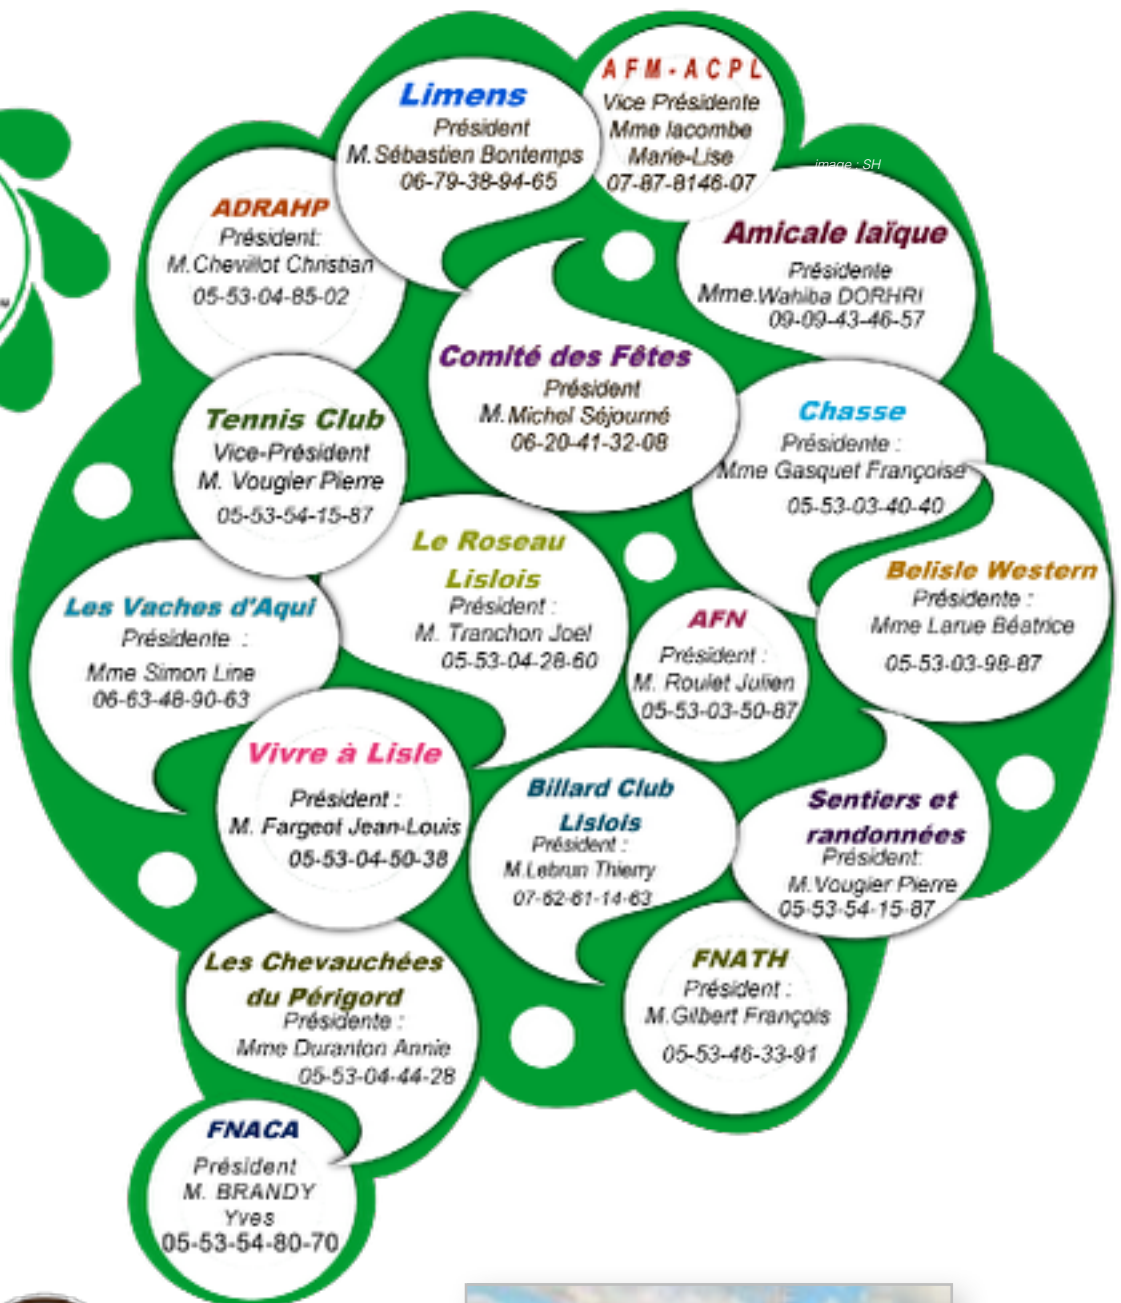 Limens
Président
M.Sébastien Bontemps
06-79-38-94-65
AFM-ACPL
Vice Présidente
Mme lacombe
Marie-Lise
07-87-8146-07
image : SH
ADRAHP
Président:
M.Chevillot Christian
05-53-04-85-02
Amicale laïque
Présidente
Mme.Wahiba DORHRI
09-09-43-46-57
Comité des Fêtes
Président
M.Michel Séjourné
06-20-41-32-08
Tennis Club
Vice-Président
M. Vougier Pierre
05-53-54-15-87
Chasse
Présidente :
Mme Gasquet Françoise
05-53-03-40-40
Le Roseau
Lislois
Président :
M. Tranchon Joel
05-53-04-28-60
Belisle Western
Présidente :
Mme Larue Béatrice
05-53-03-98-87
Les Vaches d'Aqui
Présidente :
Mme Simon Line
06-63-48-90-63
AFN
Président :
M. Roulet Julien
05-53-03-50-87
Vivre à Lisle
Président :
M. Fargeot Jean-Louis
05-53-04-50-38
Billard Club
Lislois
Président :
M.Lebrun Thierry
07-62-61-14-63
Sentiers et
randonnées
Président:
M.Vougier Pierre
05-53-54-15-87
Les Chevauchées
du Périgord
Présidente :
Mme Duranton Annie
05-53-04-44-28
FNATH
Président :
M.Gilbert François
05-53-46-33-91
FNACA
Président
M. BRANDY
Yves
05-53-54-80-70